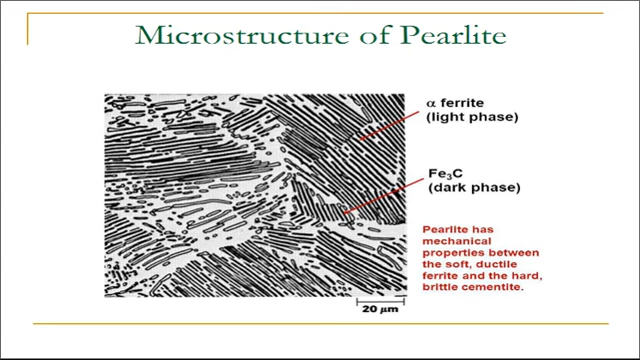 Microstructure of Pearlite
α ferrite
(light phase)
Fe₃C
(dark phase)
Pearlite has
mechanical
properties between
the soft, ductile
ferrite and the hard,
brittle cementite.
20 μm